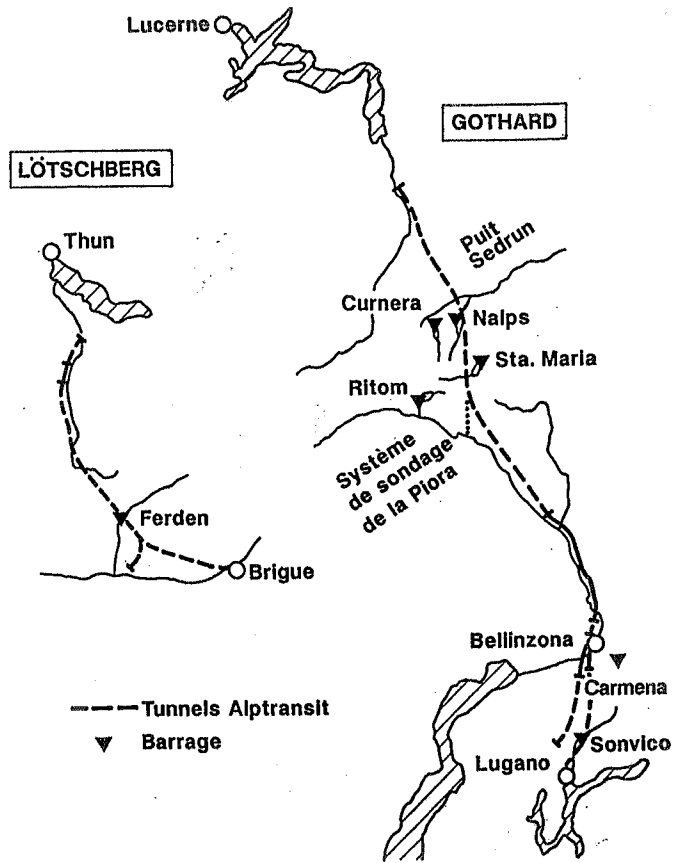 Lucerne
GOTHARD
LÖTSCHBERG
Thun
Puit
Sedrun
Curnera
Nalps
Sta. Maria
Ritom
Système
de sondage
de la Piora
Ferden
Brigue
Bellinzona
Carmena
Tunnels Alptransit
Barrage
Sonvico
Lugano